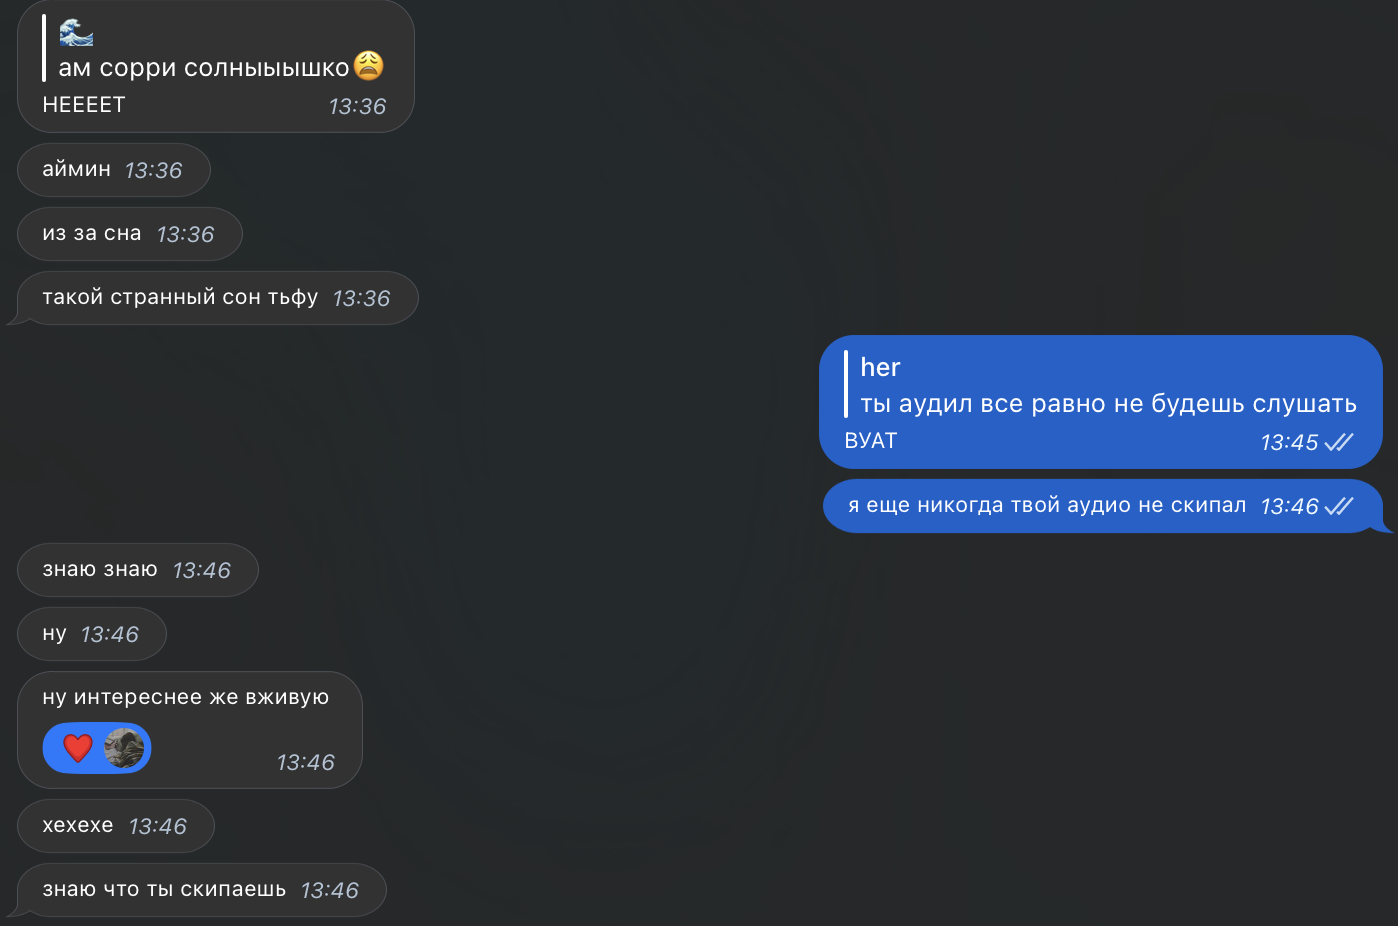 🌊
ам сорри солныыышко😩
НЕЕЕЕТ 13:36
аймин 13:36
из за сна 13:36
такой странный сон тьфу 13:36
her
ты аудил все равно не будешь слушать
ВУАТ 13:45
я еще никогда твой аудио не скипал 13:46
знаю знаю 13:46
ну 13:46
ну интереснее же вживую
❤️ 13:46
хехехе 13:46
знаю что ты скипаешь 13:46